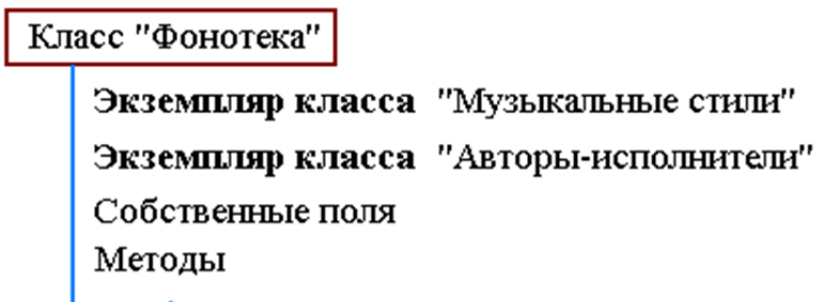 Класс "Фонотека"
Экземпляр класса "Музыкальные стили"
Экземпляр класса "Авторы-исполнители"
Собственные поля
Методы